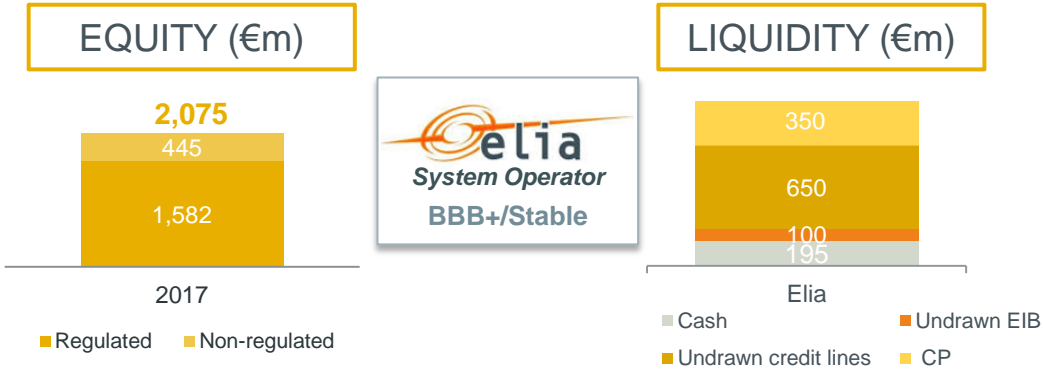 EQUITY (€m)
2,075
445
1,582
2017
Regulated
Non-regulated
elia
System Operator
BBB+/Stable
LIQUIDITY (€m)
350
650
100
195
Elia
Cash
Undrawn EIB
Undrawn credit lines
CP